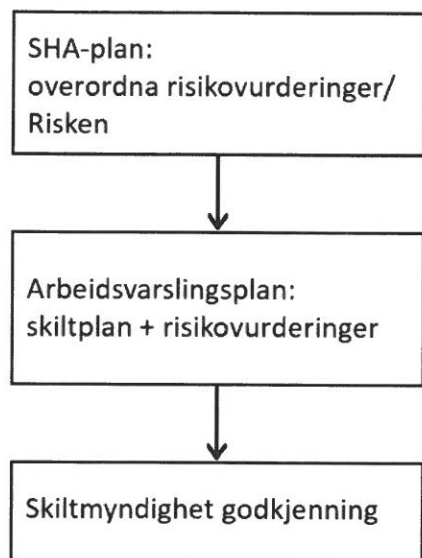 SHA-plan:
overordna risikovurderinger/
Risken
Arbeidsvarslingsplan:
skiltplan + risikovurderinger
Skiltmyndighet godkjenning